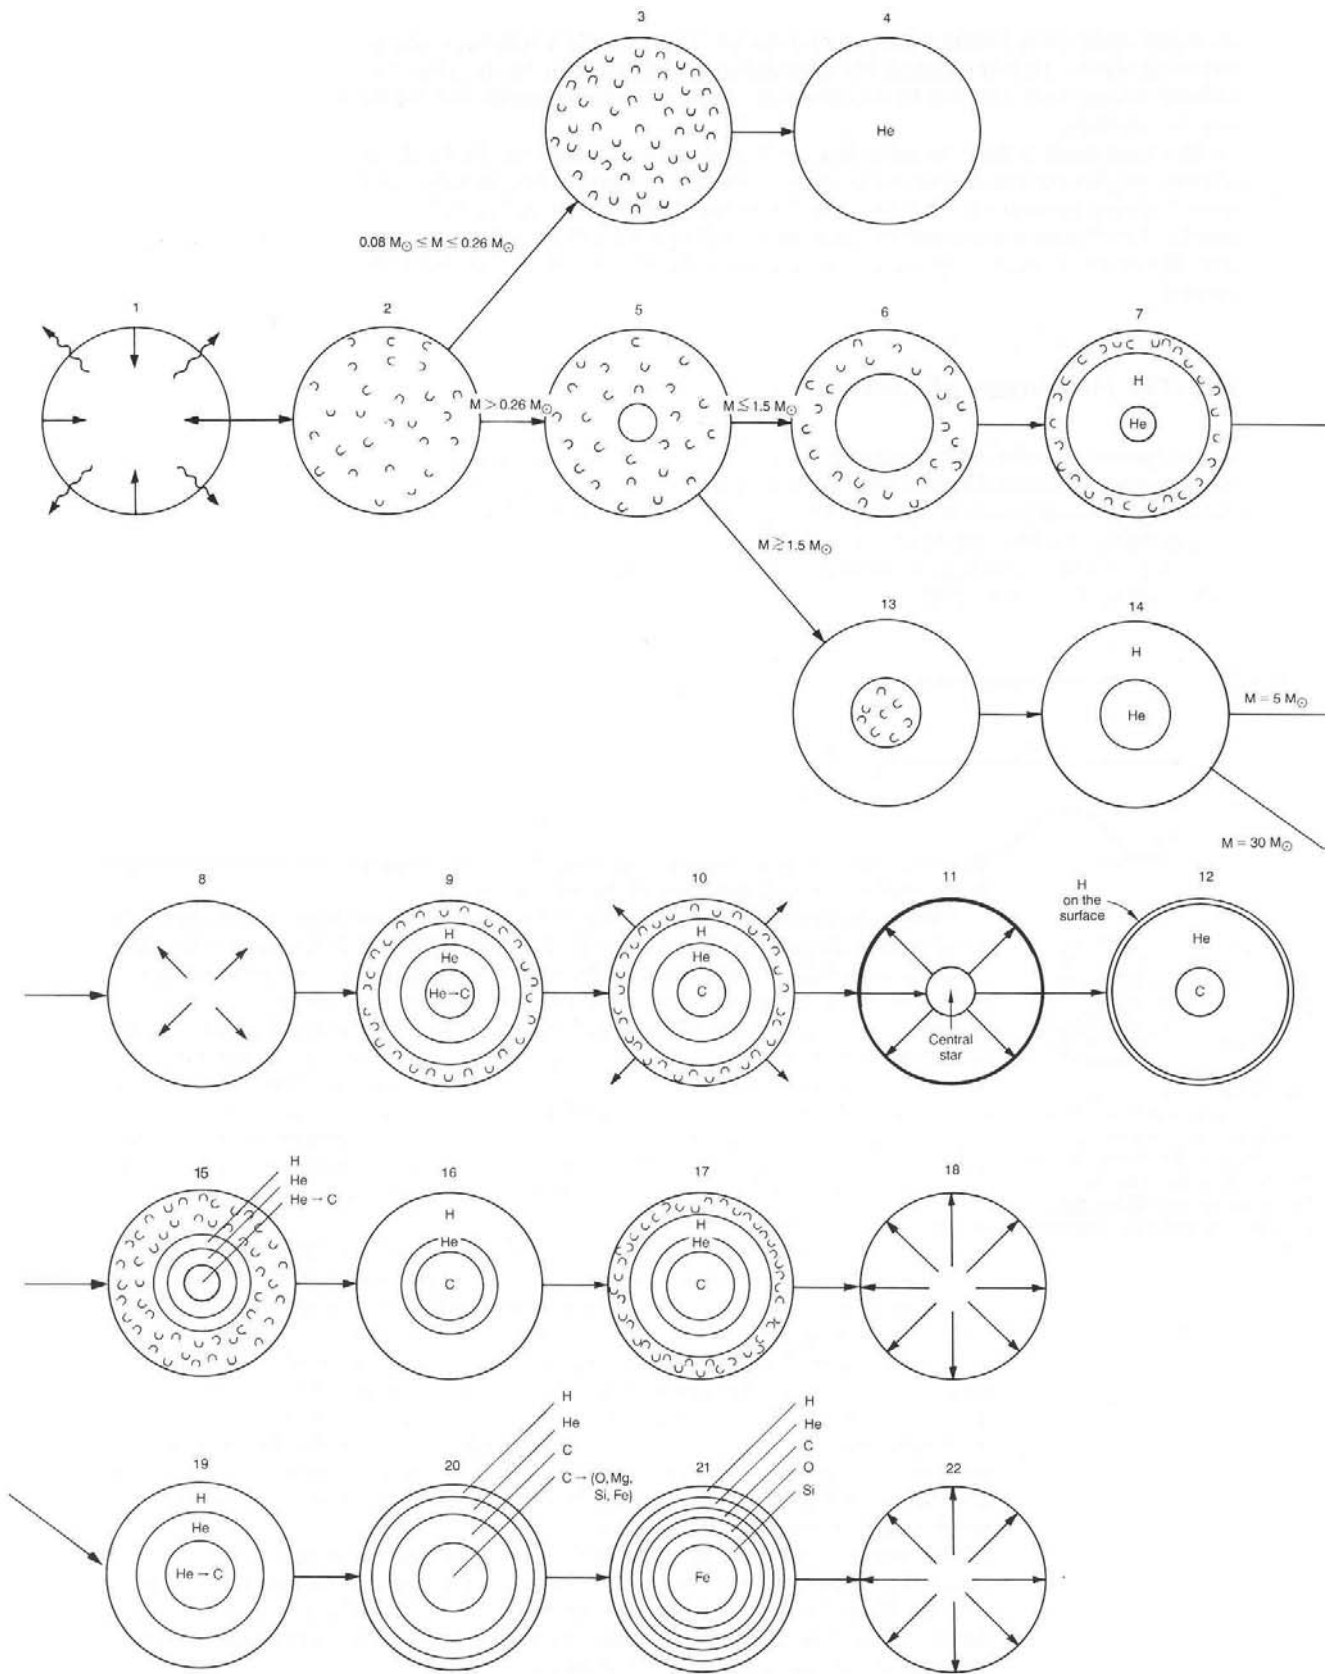 3
4
He
0.08 M☉ ≤ M ≤ 0.26 M☉
1
2
5
6
7
M > 0.26 M☉
M ≲ 1.5 M☉
H
He
M ≳ 1.5 M☉
13
14
H
He
M = 5 M☉
M = 30 M☉
8
9
10
11
12
H
He
He → C
H
He
C
Central
star
H
on the
surface
He
C
15
H
He
He → C
16
H
He
C
17
H
He
C
18
19
H
He
He → C
20
H
He
C
C → (O, Mg,
Si, Fe)
21
H
He
C
O
Si
Fe
22